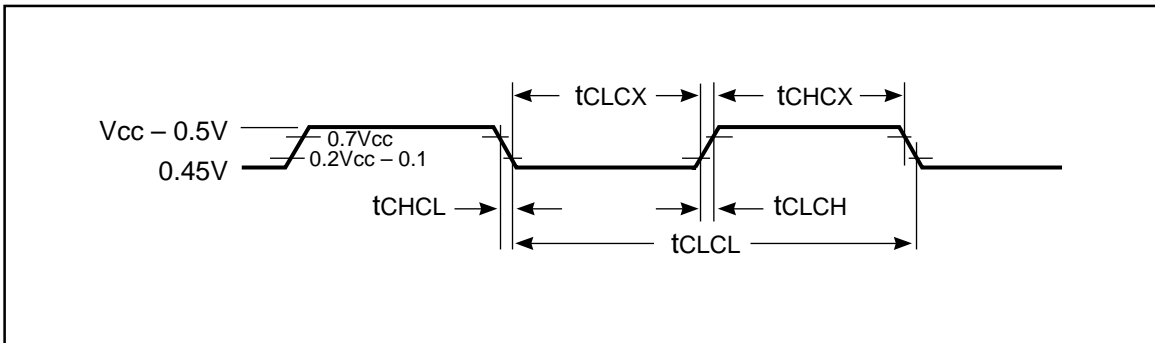 tCLCX
tCHCX
Vcc – 0.5V
0.7Vcc
0.2Vcc – 0.1
0.45V
tCHCL
tCLCH
tCLCL